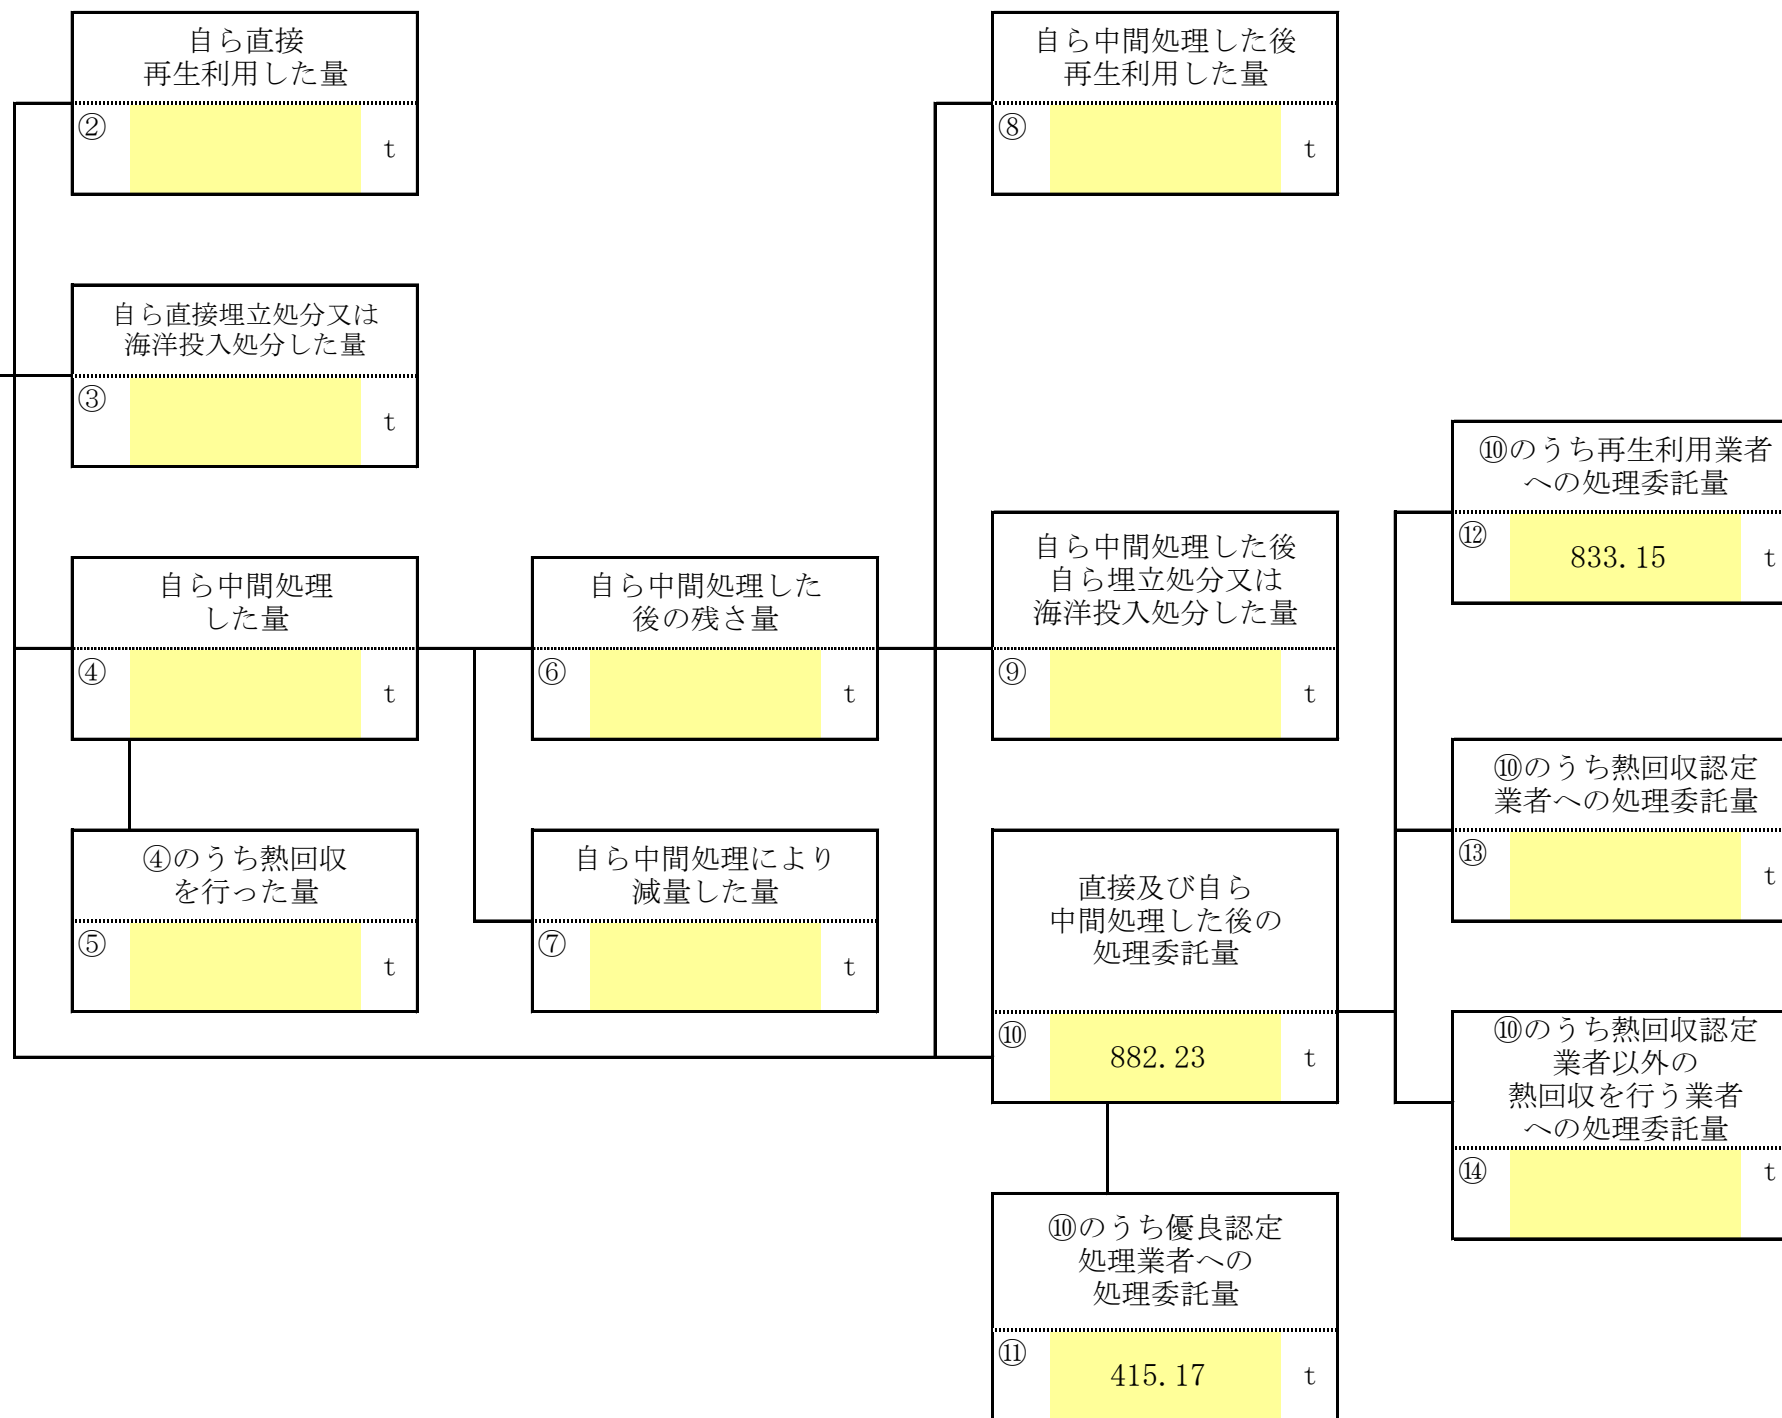 自ら直接
再生利用した量
②
t
自ら直接埋立処分又は
海洋投入処分した量
③
t
自ら中間処理
した量
④
t
④のうち熱回収
を行った量
⑤
t
自ら中間処理した
後の残さ量
⑥
t
自ら中間処理により
減量した量
⑦
t
自ら中間処理した後
再生利用した量
⑧
t
自ら中間処理した後
自ら埋立処分又は
海洋投入処分した量
⑨
t
直接及び自ら
中間処理した後の
処理委託量
⑩ 882.23 t
⑩のうち優良認定
処理業者への
処理委託量
⑪ 415.17 t
⑩のうち再生利用業者
への処理委託量
⑫ 833.15 t
⑩のうち熱回収認定
業者への処理委託量
⑬
t
⑩のうち熱回収認定
業者以外の
熱回収を行う業者
への処理委託量
⑭
t